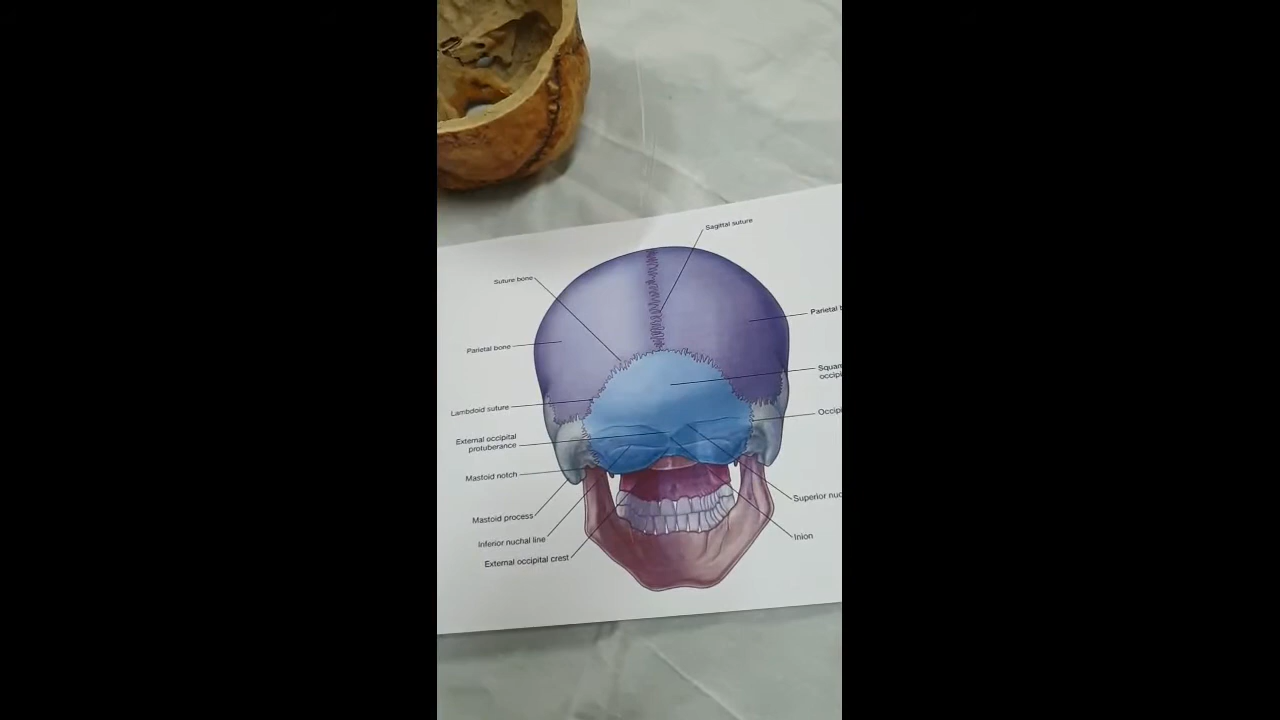 Sagittal suture
Suture bone
Parietal
Parietal bone
Lambdoid suture
External occipital
protuberance
Mastoid notch
Superior
Mastoid process
Inion
Inferior nuchal line
External occipital crest